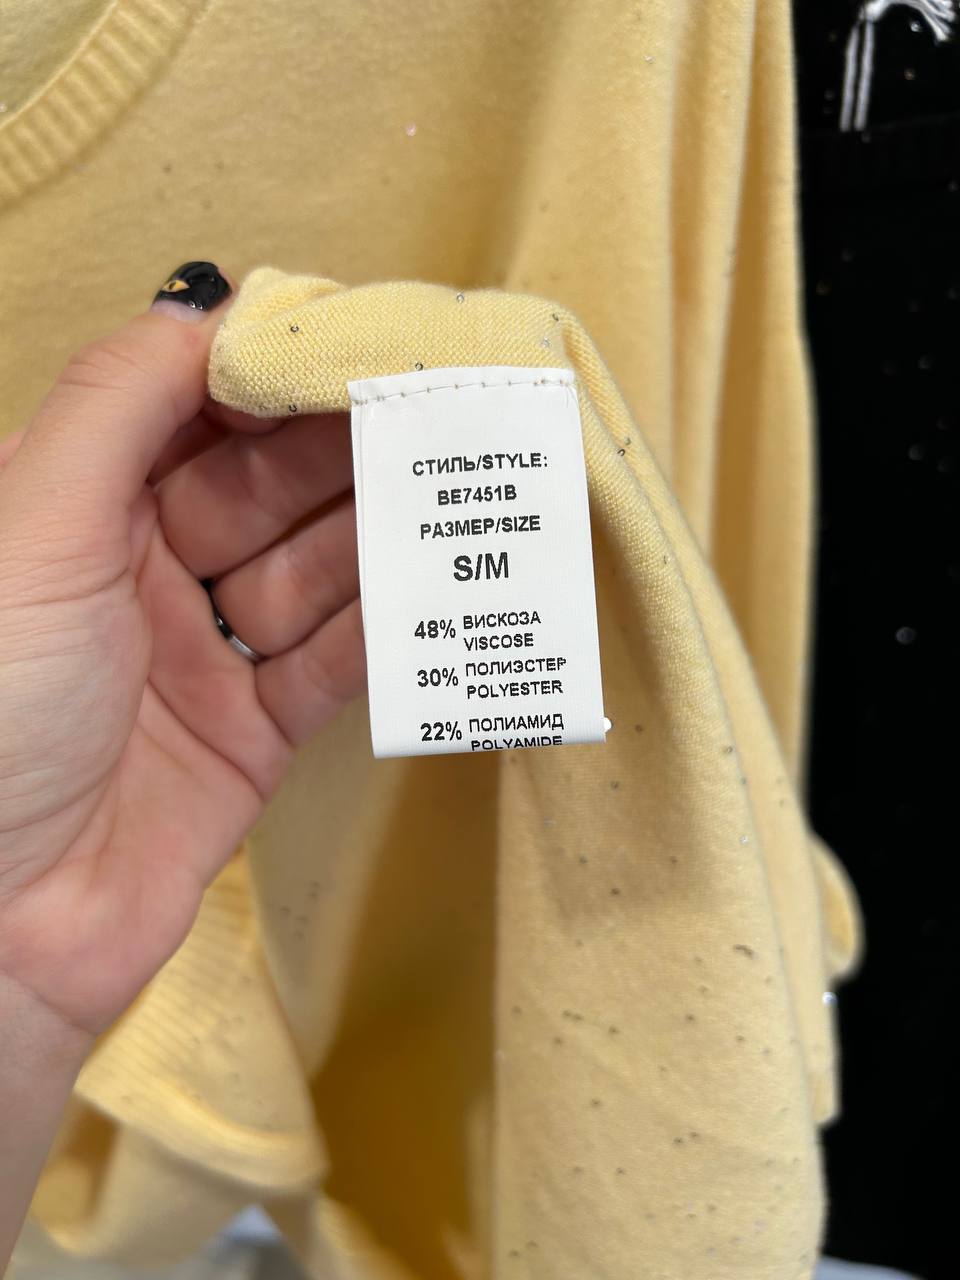 СТИЛЬ/STYLE:
BE7451B
РАЗМЕР/SIZE
S/M
48% ВИСКОЗА
VISCOSE
30% ПОЛИЭСТЕР
POLYESTER
22% ПОЛИАМИД
POLYAMIDE